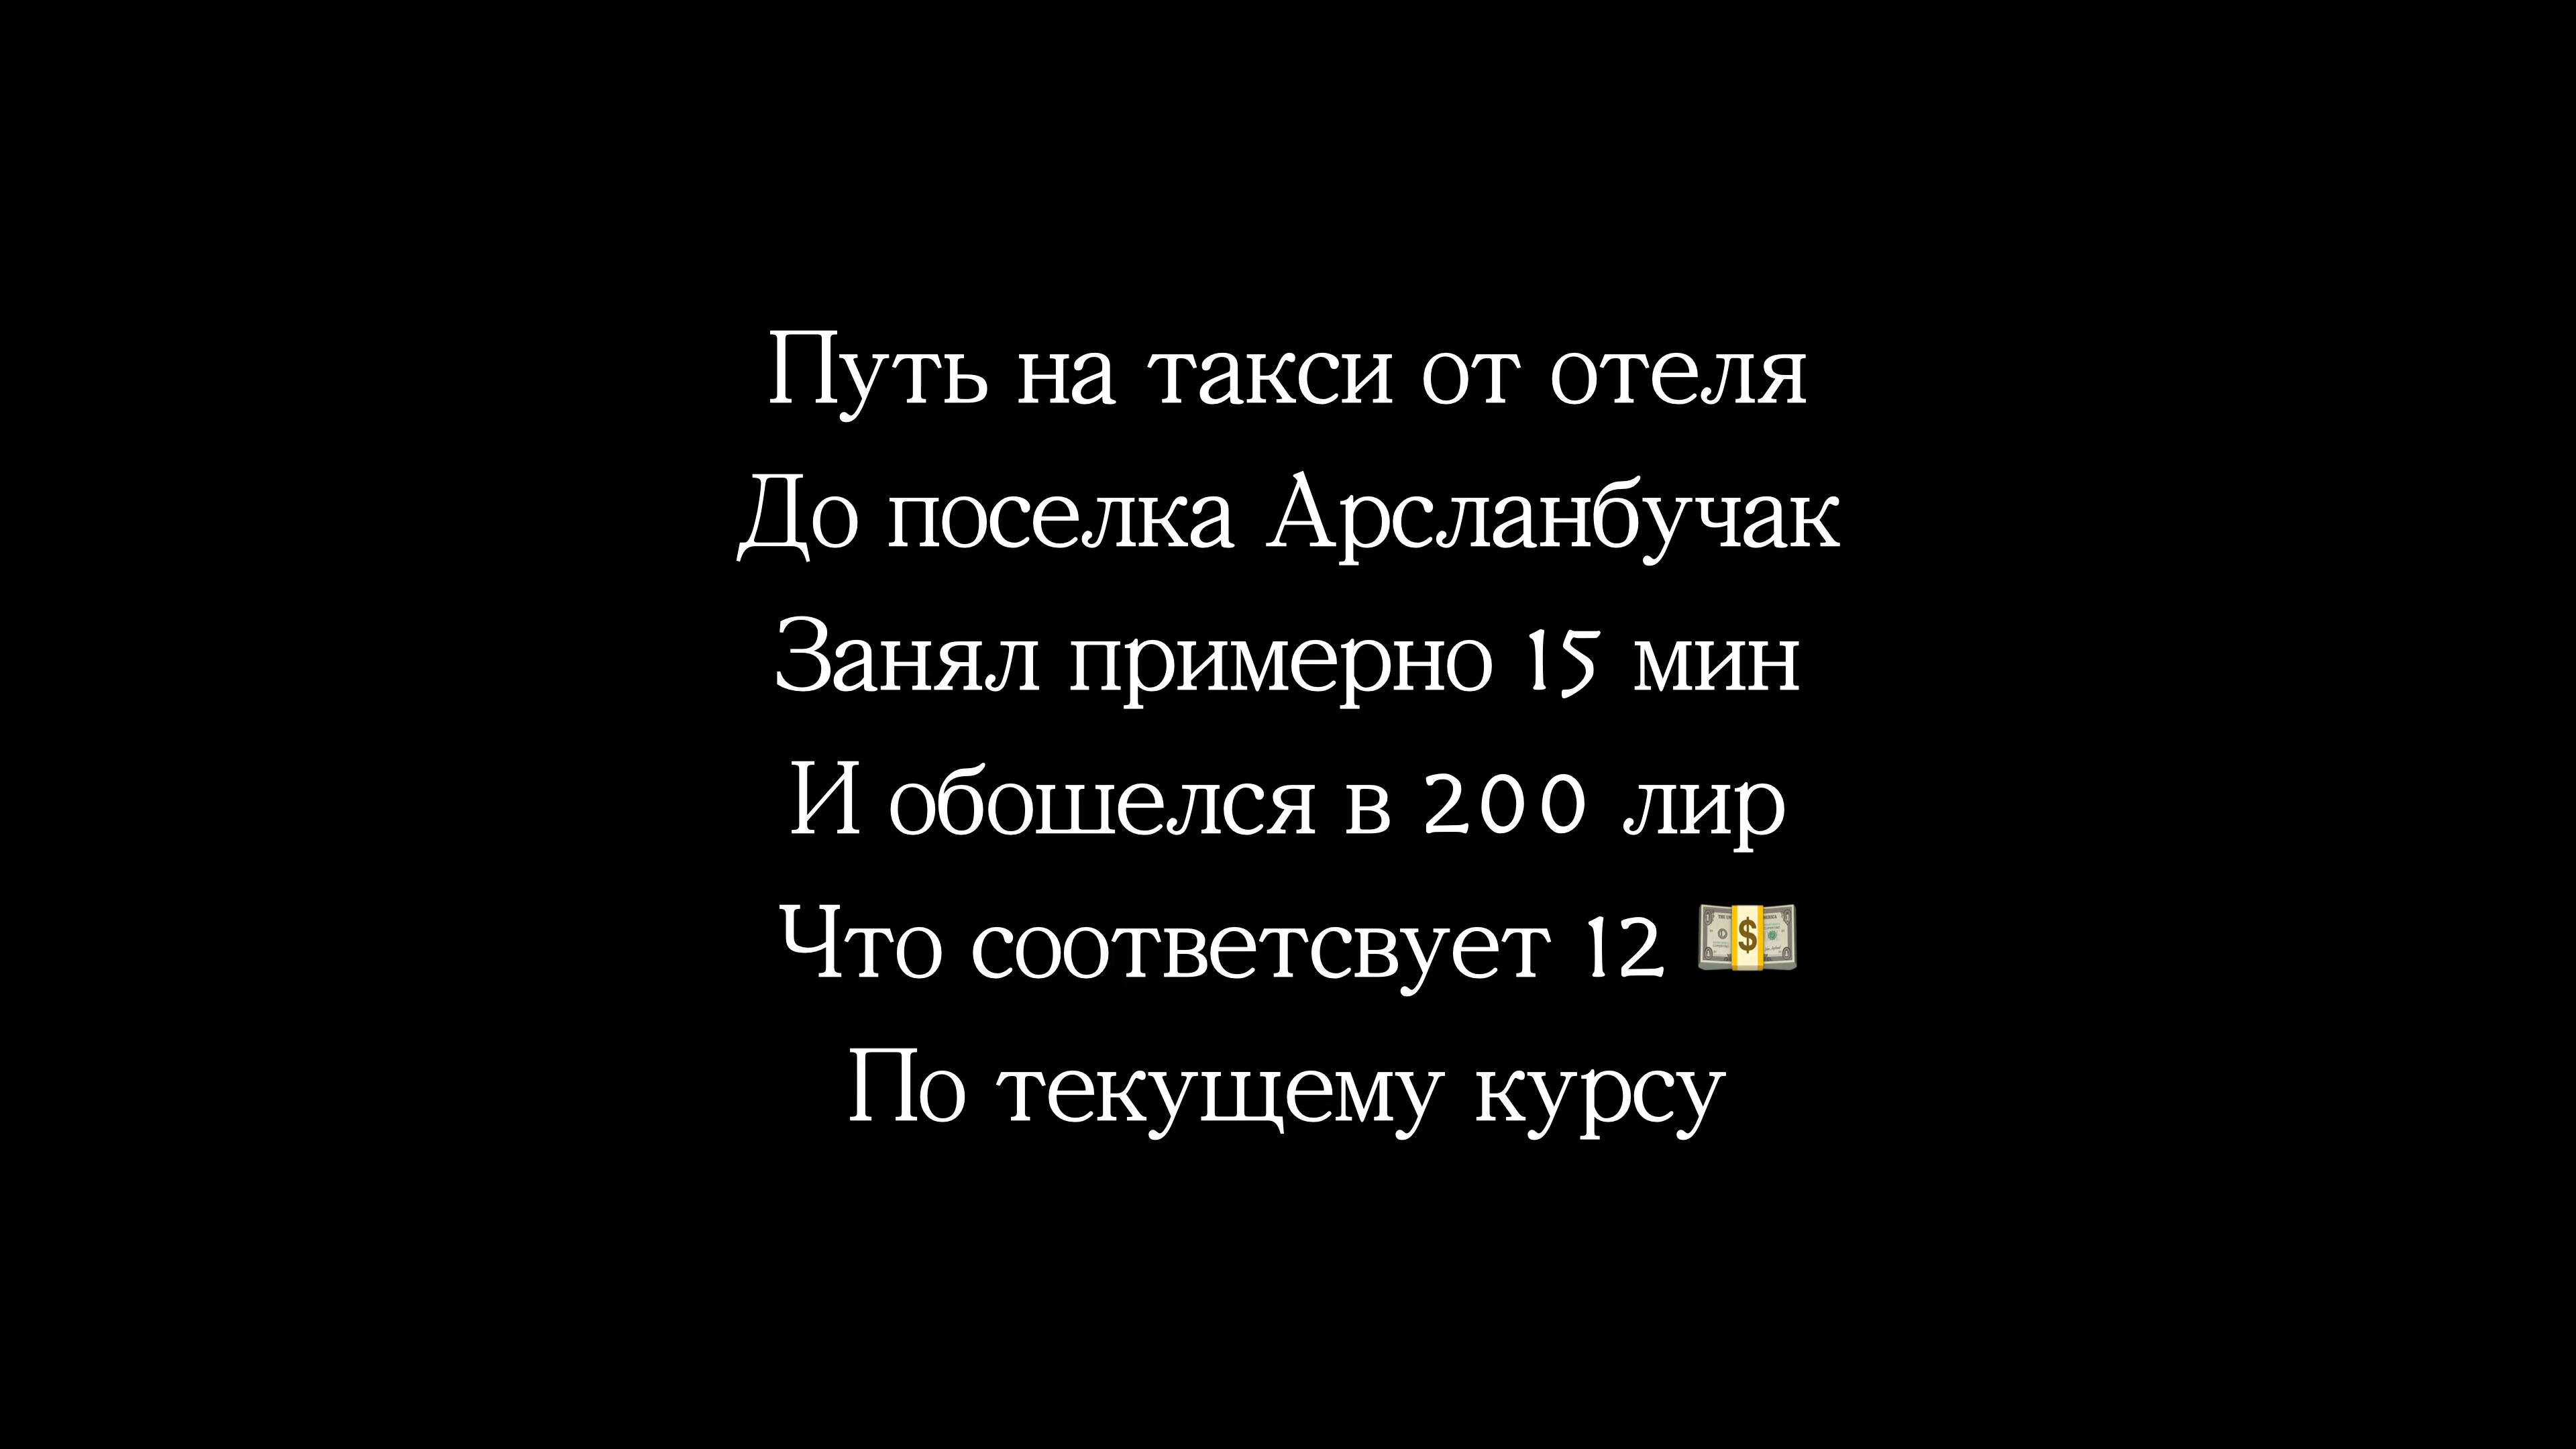 Путь на такси от отеля
До поселка Арсланбучак
Занял примерно 15 мин
И обошелся в 200 лир
Что соответсвует 12 💵
По текущему курсу